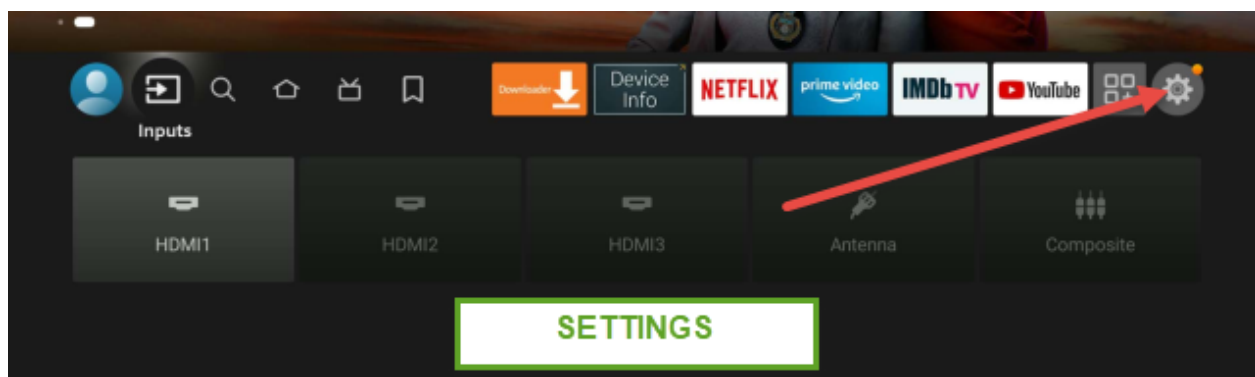 Downloader
Device
Info
NETFLIX
prime video
IMDb TV
YouTube
Inputs
HDMI1
HDMI2
HDMI3
Antenna
Composite
SETTINGS